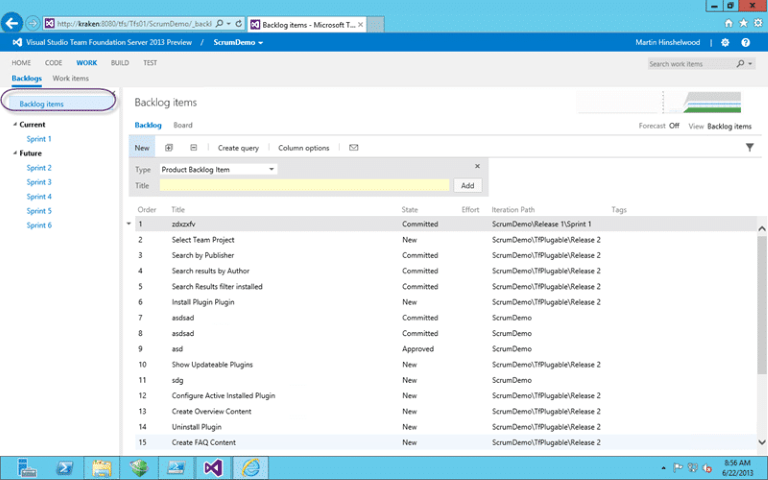 http://kraken:8080/tfs/Tfs01/ScrumDemo/_backl
Backlog items - Microsoft T...
Visual Studio Team Foundation Server 2013 Preview / ScrumDemo
Martin Hinshelwood
HOME CODE WORK BUILD TEST
Search work items
Backlogs Work items
Backlog items
Current
Sprint 1
Future
Sprint 2
Sprint 3
Sprint 4
Sprint 5
Sprint 6
Backlog items
Backlog Board
Forecast Off View Backlog items
New Create query Column options
Type Product Backlog Item
Title Add
Order Title State Effort Iteration Path Tags
1 zdxzxfv Committed ScrumDemo\Release 1\Sprint 1
2 Select Team Project New ScrumDemo\TfPlugable\Release 2
3 Search by Publisher Committed ScrumDemo\TfPlugable\Release 2
4 Search results by Author Committed ScrumDemo\TfPlugable\Release 2
5 Search Results filter installed Committed ScrumDemo\TfPlugable\Release 2
6 Install Plugin Plugin New ScrumDemo\TfPlugable\Release 2
7 asdsad Committed ScrumDemo
8 asdsad Committed ScrumDemo
9 asd Approved ScrumDemo
10 Show Updateable Plugins New ScrumDemo\TfPlugable\Release 2
11 sdg New ScrumDemo
12 Configure Active Installed Plugin New ScrumDemo\TfPlugable\Release 2
13 Create Overview Content New ScrumDemo\TfPlugable\Release 2
14 Uninstall Plugin New ScrumDemo\TfPlugable\Release 2
15 Create FAQ Content New ScrumDemo\TfPlugable\Release 2
8:56 AM
6/22/2013